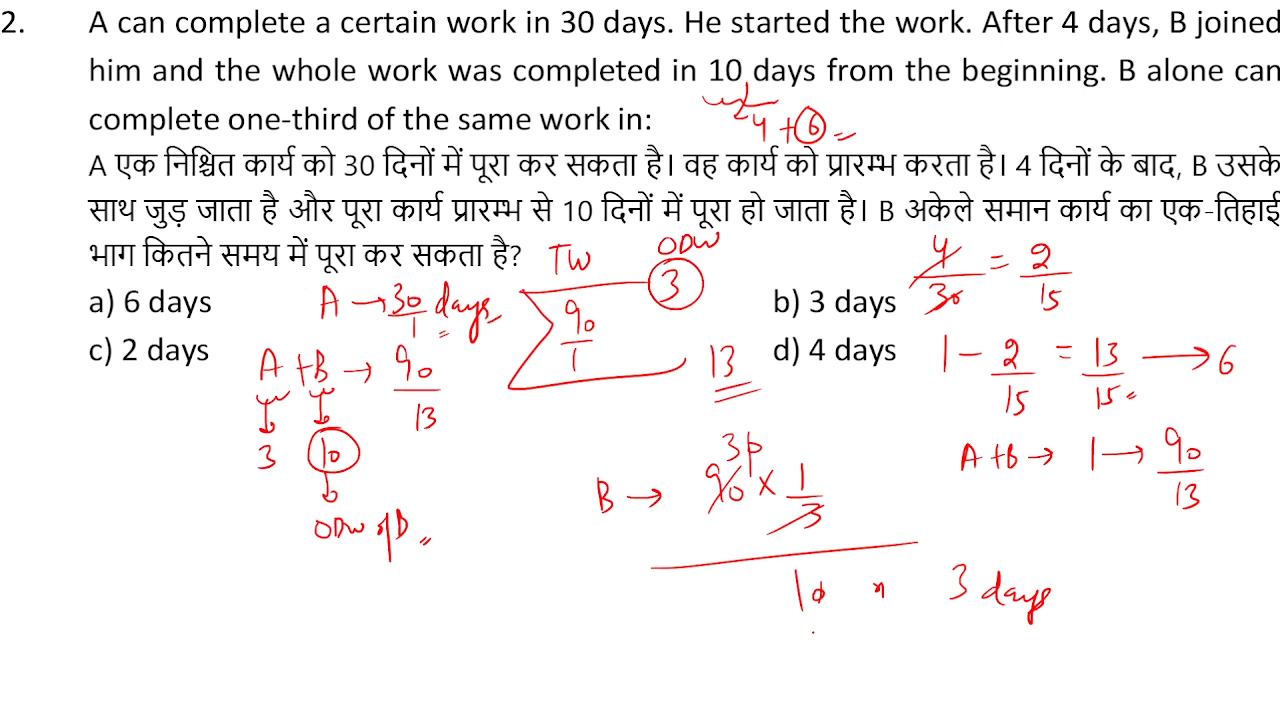 2. A can complete a certain work in 30 days. He started the work. After 4 days, B joined
him and the whole work was completed in 10 days from the beginning. B alone can
complete one-third of the same work in:
4 + 6 =
A एक निश्चित कार्य को 30 दिनों में पूरा कर सकता है। वह कार्य को प्रारम्भ करता है। 4 दिनों के बाद, B उसके
साथ जुड़ जाता है और पूरा कार्य प्रारम्भ से 10 दिनों में पूरा हो जाता है। B अकेले समान कार्य का एक-तिहाई
भाग कितने समय में पूरा कर सकता है?
TW ODW
4/30 = 2/15
a) 6 days
A → 30/1 days
90/1
3
b) 3 days
c) 2 days
A + B → 90/13
13
d) 4 days
1 - 2/15 = 13/15 → 6
3 10
A + B → 1 → 90/13
ODW of B
B → 90 × 1/3
30
10
3 days